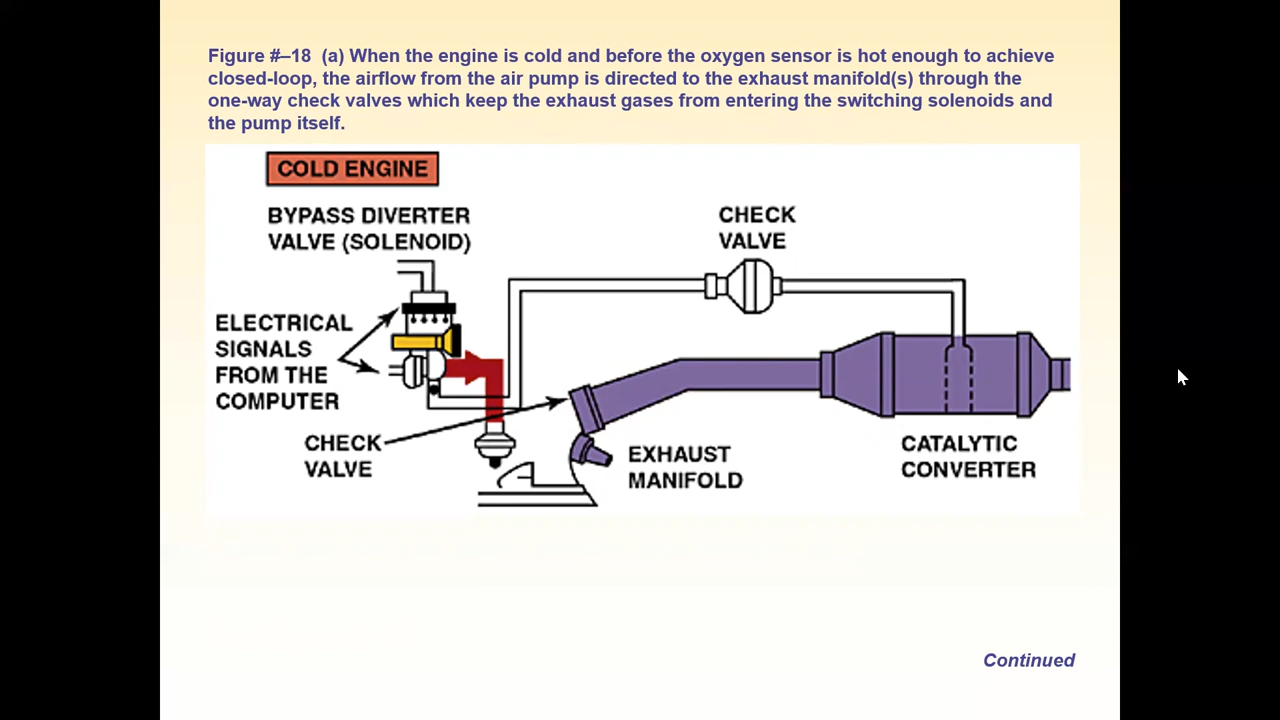 Figure #–18 (a) When the engine is cold and before the oxygen sensor is hot enough to achieve
closed-loop, the airflow from the air pump is directed to the exhaust manifold(s) through the
one-way check valves which keep the exhaust gases from entering the switching solenoids and
the pump itself.
COLD ENGINE
BYPASS DIVERTER
VALVE (SOLENOID)
CHECK
VALVE
ELECTRICAL
SIGNALS
FROM THE
COMPUTER
CHECK
VALVE
EXHAUST
MANIFOLD
CATALYTIC
CONVERTER
Continued